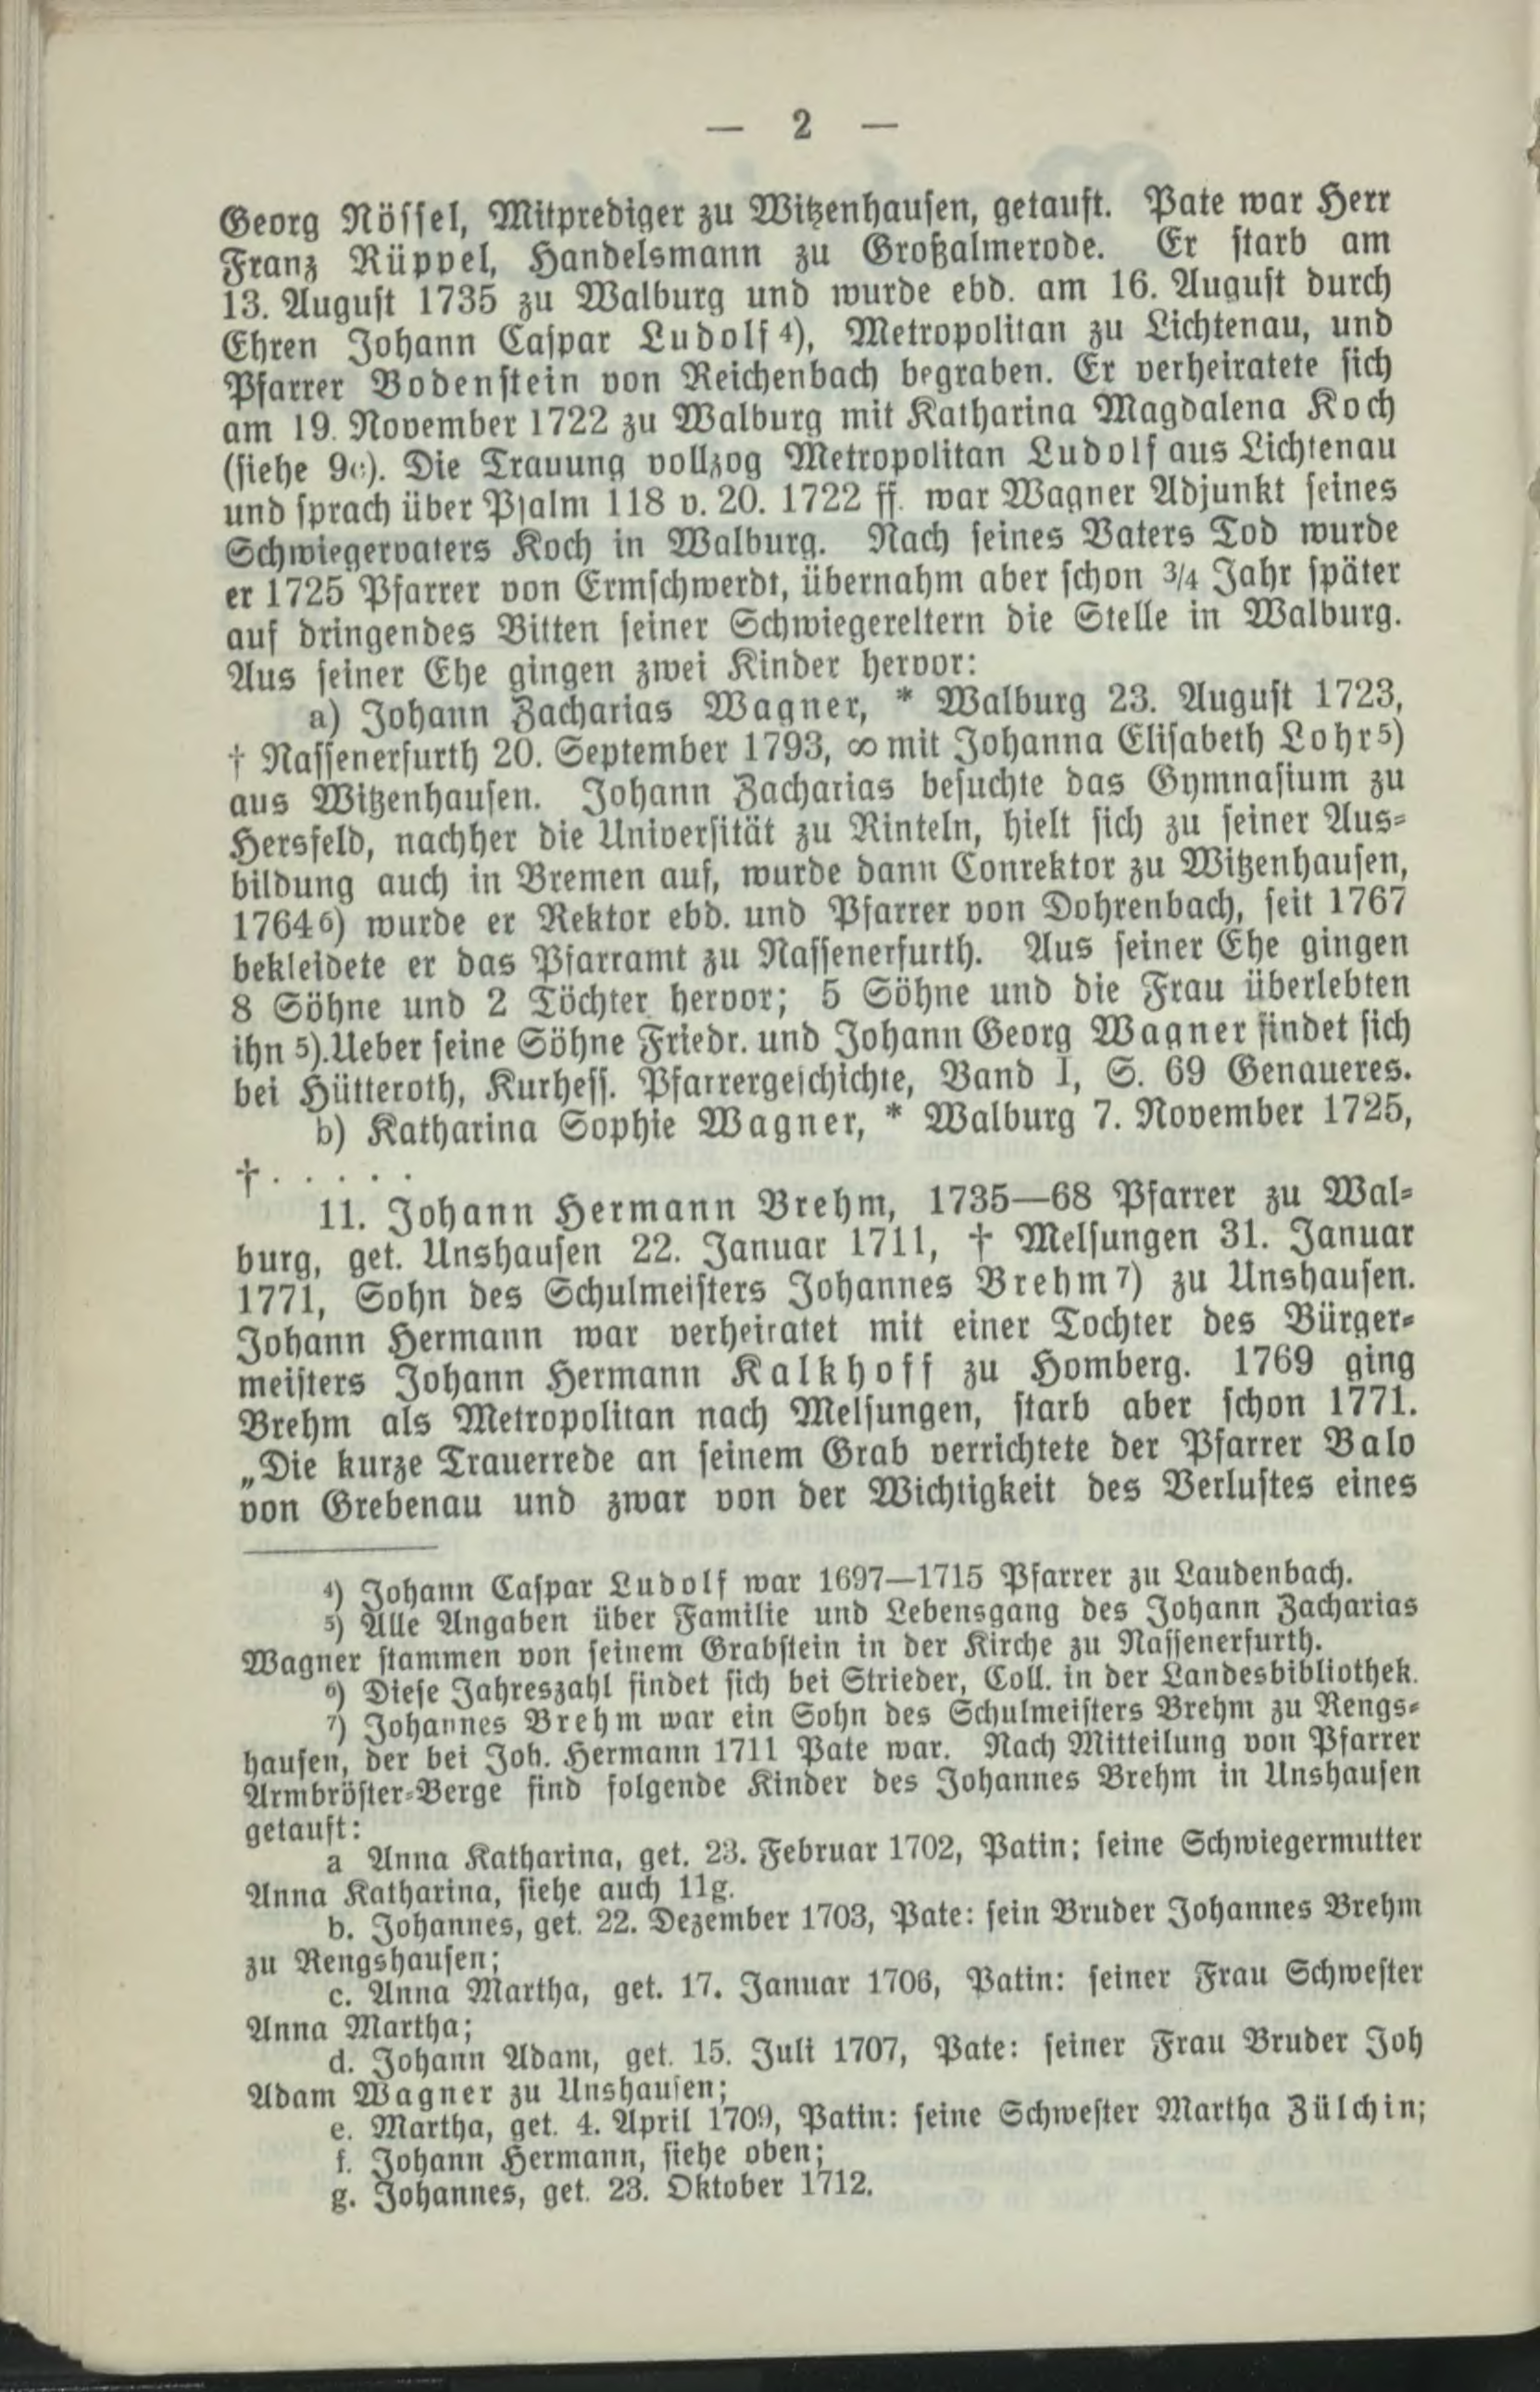 — 2 —
Georg Nössel, Mitprediger zu Witzenhausen, getauft. Pate war Herr
Franz Rüppel, Handelsmann zu Großalmerode. Er starb am
13. August 1735 zu Walburg und wurde ebd. am 16. August durch
Ehren Johann Caspar Ludolf 4), Metropolitan zu Lichtenau, und
Pfarrer Bodenstein von Reichenbach begraben. Er verheiratete sich
am 19. November 1722 zu Walburg mit Katharina Magdalena Koch
(siehe 9c). Die Trauung vollzog Metropolitan Ludolf aus Lichtenau
und sprach über Psalm 118 v. 20. 1722 ff. war Wagner Adjunkt seines
Schwiegervaters Koch in Walburg. Nach seines Vaters Tod wurde
er 1725 Pfarrer von Ermschwerdt, übernahm aber schon 3/4 Jahr später
auf dringendes Bitten seiner Schwiegereltern die Stelle in Walburg.
Aus seiner Ehe gingen zwei Kinder hervor:
a) Johann Zacharias Wagner, * Walburg 23. August 1723,
† Nassenerfurth 20. September 1793, ∞ mit Johanna Elisabeth Lohr 5)
aus Witzenhausen. Johann Zacharias besuchte das Gymnasium zu
Hersfeld, nachher die Universität zu Rinteln, hielt sich zu seiner Aus-
bildung auch in Bremen auf, wurde dann Conrektor zu Witzenhausen,
1764 6) wurde er Rektor ebd. und Pfarrer von Dohrenbach, seit 1767
bekleidete er das Pfarramt zu Nassenerfurth. Aus seiner Ehe gingen
8 Söhne und 2 Töchter hervor; 5 Söhne und die Frau überlebten
ihn 5). Ueber seine Söhne Friedr. und Johann Georg Wagner findet sich
bei Hütteroth, Kurhess. Pfarrergeschichte, Band I, S. 69 Genaueres.
b) Katharina Sophie Wagner, * Walburg 7. November 1725,
† . . . . .
11. Johann Hermann Brehm, 1735—68 Pfarrer zu Wal-
burg, get. Unshausen 22. Januar 1711, † Melsungen 31. Januar
1771, Sohn des Schulmeisters Johannes Brehm 7) zu Unshausen.
Johann Hermann war verheiratet mit einer Tochter des Bürger-
meisters Johann Hermann Kalkhoff zu Homberg. 1769 ging
Brehm als Metropolitan nach Melsungen, starb aber schon 1771.
„Die kurze Trauerrede an seinem Grab verrichtete der Pfarrer Valo
von Grebenau und zwar von der Wichtigkeit des Verlustes eines
4) Johann Caspar Ludolf war 1697—1715 Pfarrer zu Laudenbach.
5) Alle Angaben über Familie und Lebensgang des Johann Zacharias
Wagner stammen von seinem Grabstein in der Kirche zu Nassenerfurth.
6) Diese Jahreszahl findet sich bei Strieder, Coll. in der Landesbibliothek.
7) Johannes Brehm war ein Sohn des Schulmeisters Brehm zu Rengs-
hausen, der bei Joh. Hermann 1711 Pate war. Nach Mitteilung von Pfarrer
Armbröster-Berge sind folgende Kinder des Johannes Brehm in Unshausen
getauft:
a Anna Katharina, get. 23. Februar 1702, Patin: seine Schwiegermutter
Anna Katharina, siehe auch 11g.
b. Johannes, get. 22. Dezember 1703, Pate: sein Bruder Johannes Brehm
zu Rengshausen;
c. Anna Martha, get. 17. Januar 1706, Patin: seiner Frau Schwester
Anna Martha;
d. Johann Adam, get. 15. Juli 1707, Pate: seiner Frau Bruder Joh
Adam Wagner zu Unshausen;
e. Martha, get. 4. April 1709, Patin: seine Schwester Martha Zülchin;
f. Johann Hermann, siehe oben;
g. Johannes, get. 23. Oktober 1712.